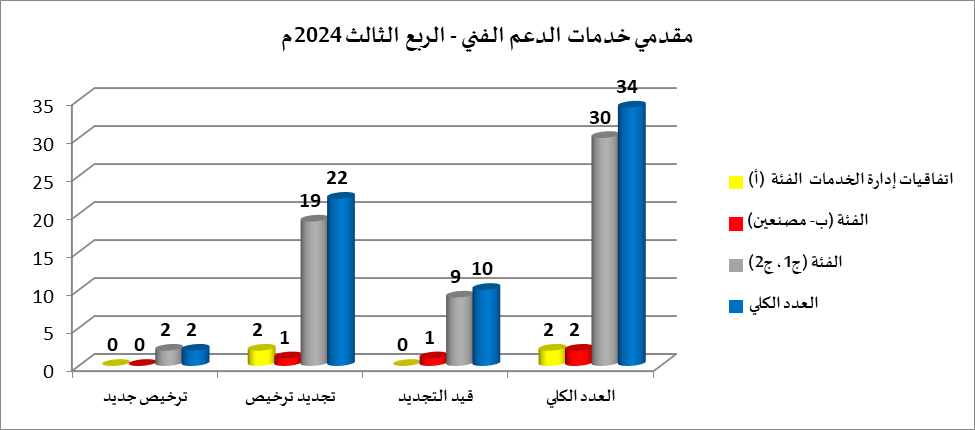 مقدمي خدمات الدعم الفني - الربع الثالث 2024م
35
30
25
20
15
10
5
0
0 0 2 2
2 1 19 22
0 1 9 10
2 2 30 34
ترخيص جديد
تجديد ترخيص
قيد التجديد
العدد الكلي
اتفاقيات إدارة الخدمات الفئة (أ)
الفئة (ب- مصنعين)
الفئة (ج1، ج2)
العدد الكلي